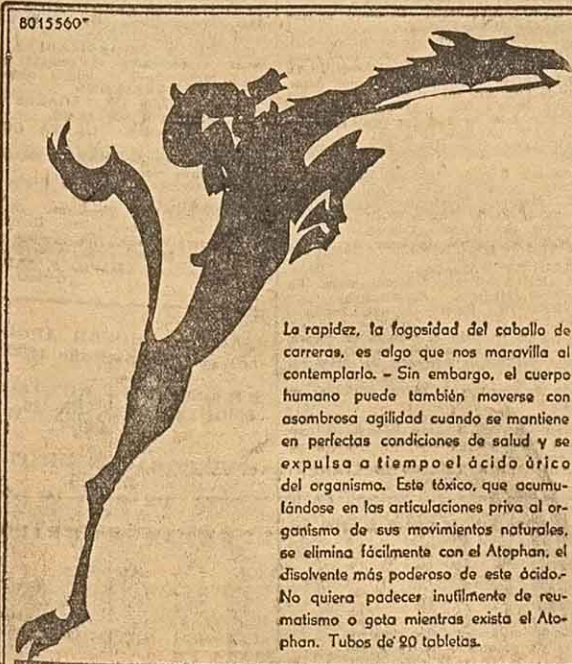 8015560"
La rapidez, la fogosidad del caballo de
carreras, es algo que nos maravilla al
contemplarlo. – Sin embargo, el cuerpo
humano puede también moverse con
asombrosa agilidad cuando se mantiene
en perfectas condiciones de salud y se
expulsa a tiempo el ácido úrico
del organismo. Este tóxico, que acumu-
lándose en las articulaciones priva al or-
ganismo de sus movimientos naturales,
se elimina fácilmente con el Atophan, el
disolvente más poderoso de este ácido.-
No quiera padecer inutilmente de reu-
matismo o gota mientras exista el Ato-
phan. Tubos de 20 tabletas.